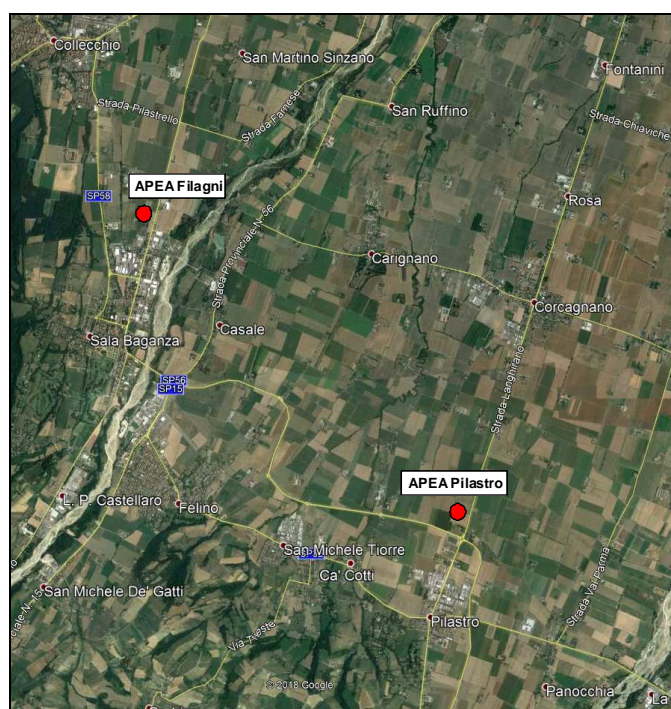 Collecchio
San Martino Sinzano
Fontanini
Strada Pilastrello
Strada Farnese
San Ruffino
Strada Chiaviche
APEA Filagni
SP58
Rosa
Strada Provinciale N. 56
Carignano
Corcagnano
Casale
Sala Baganza
SP56
SP15
Strada Langhirano
APEA Pilastro
L. P. Castellaro
Felino
San Michele Tiorre
Ca' Cotti
San Michele De' Gatti
Strada Val Parma
Pilastro
Via Trieste
© 2018 Google
Panocchia
La